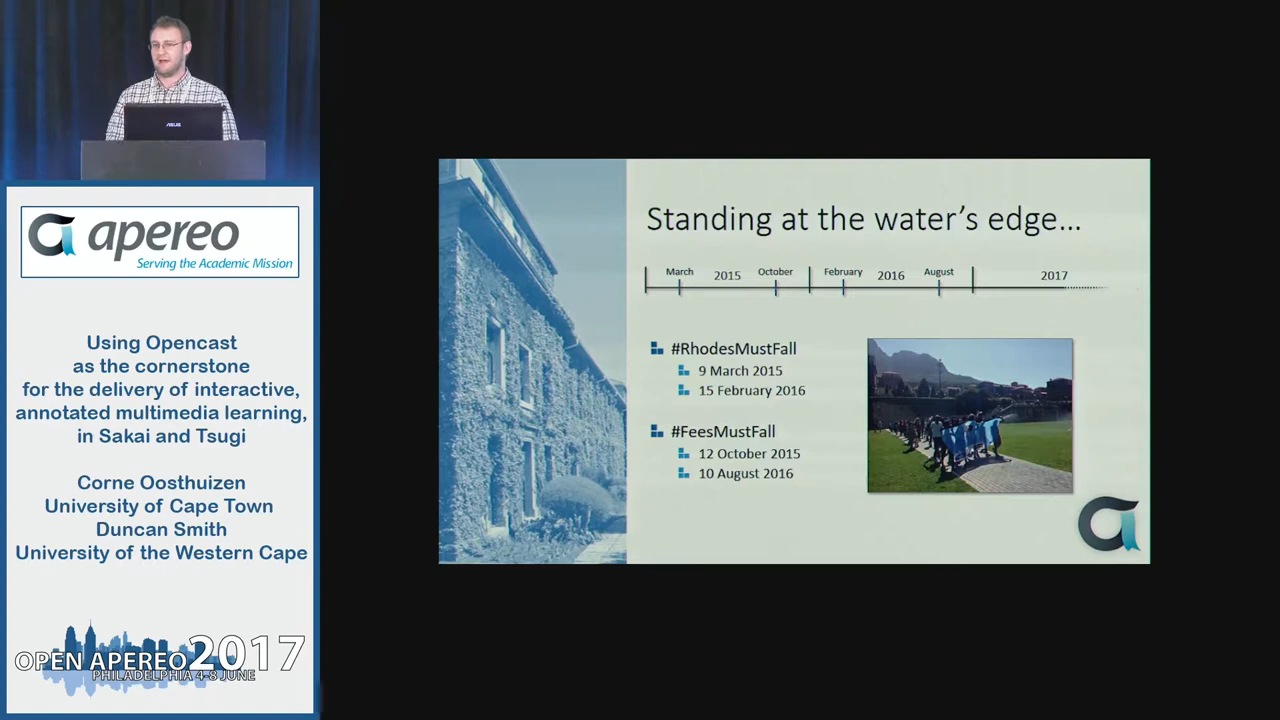 ASUS
apereo
Serving the Academic Mission
Using Opencast
as the cornerstone
for the delivery of interactive,
annotated multimedia learning,
in Sakai and Tsugi
Corne Oosthuizen
University of Cape Town
Duncan Smith
University of the Western Cape
OPEN APEREO 2017
PHILADELPHIA 4-8 JUNE
Standing at the water’s edge…
March 2015 October February 2016 August 2017
#RhodesMustFall
9 March 2015
15 February 2016
#FeesMustFall
12 October 2015
10 August 2016